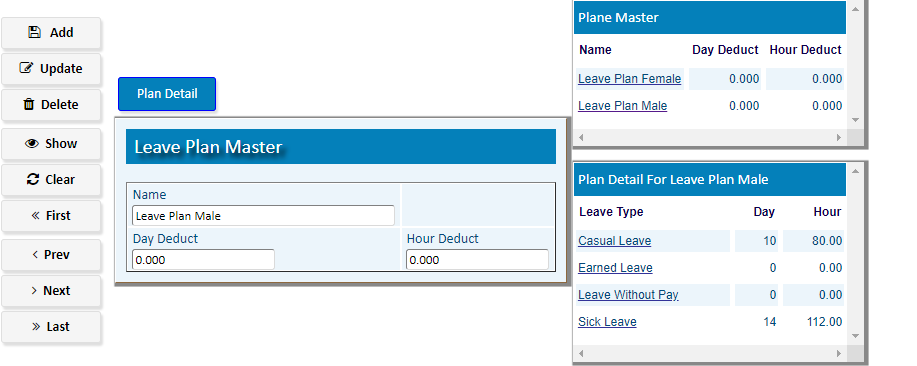 Add
Update
Delete
Show
Clear
First
Prev
Next
Last
Plan Detail
Leave Plan Master
Name
Leave Plan Male
Day Deduct Hour Deduct
0.000 0.000
Plane Master
Name Day Deduct Hour Deduct
Leave Plan Female 0.000 0.000
Leave Plan Male 0.000 0.000
Plan Detail For Leave Plan Male
Leave Type Day Hour
Casual Leave 10 80.00
Earned Leave 0 0.00
Leave Without Pay 0 0.00
Sick Leave 14 112.00